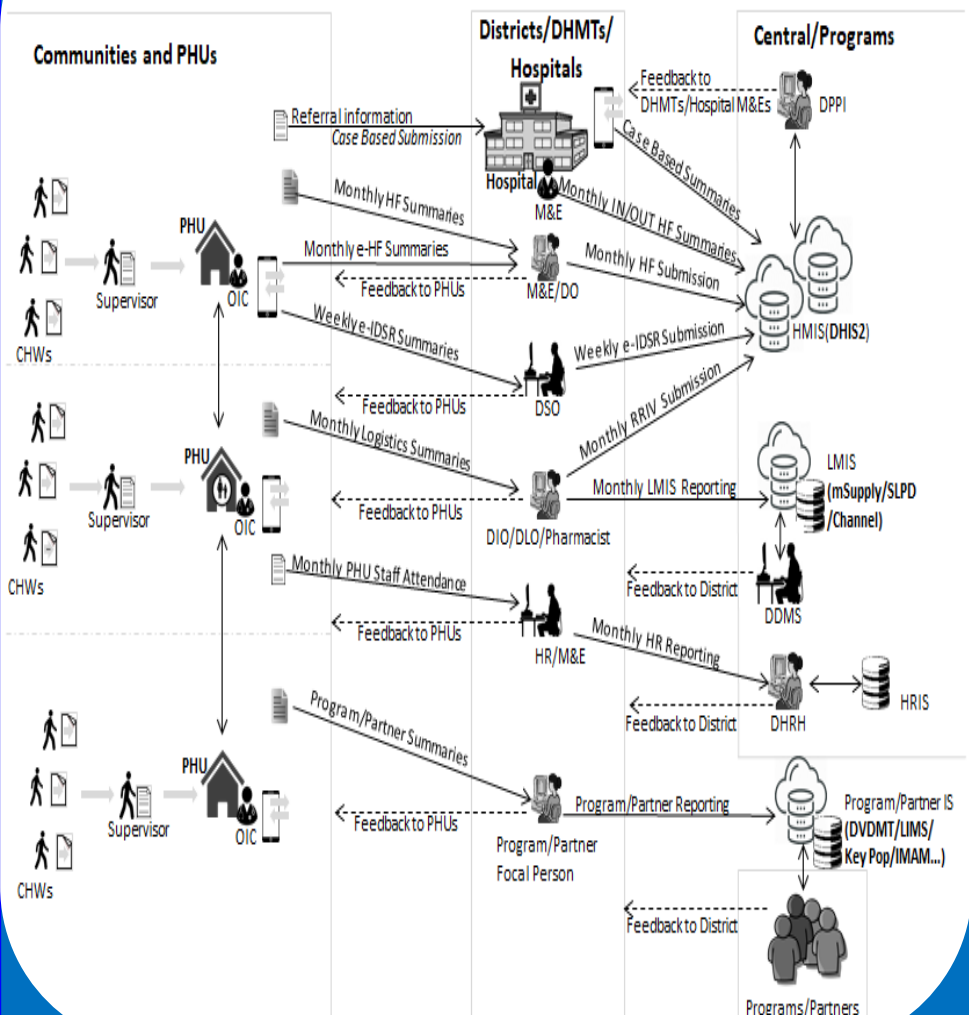 Communities and PHUs
Districts/DHMTs/
Hospitals
Central/Programs
Feedback to
DHMTs/Hospital M&Es
DPPI
Referral information
Case Based Submission
Case Based Summaries
Hospital
M&E
Monthly IN/OUT HF Summaries
Monthly HF Summaries
PHU
Monthly e-HF Summaries
Monthly HF Submission
Supervisor
OIC
Feedback to PHUs
M&E/DO
HMIS(DHIS2)
CHWs
Weekly e-IDSR Summaries
Weekly e-IDSR Submission
Feedback to PHUs
DSO
Monthly RRIV Submission
PHU
Monthly Logistics Summaries
LMIS
(mSupply/SLPD
/Channel)
Monthly LMIS Reporting
Supervisor
OIC
Feedback to PHUs
DIO/DLO/Pharmacist
CHWs
Monthly PHU Staff Attendance
Feedback to District
DDMS
Feedback to PHUs
HR/M&E
Monthly HR Reporting
HRIS
DHRH
Feedback to District
Program/Partner Summaries
PHU
Program/Partner Reporting
Program/Partner IS
(DVDMT/LIMS/
Key Pop/IMAM...)
Supervisor
OIC
Feedback to PHUs
Program/Partner
Focal Person
CHWs
Feedback to District
Programs/Partners